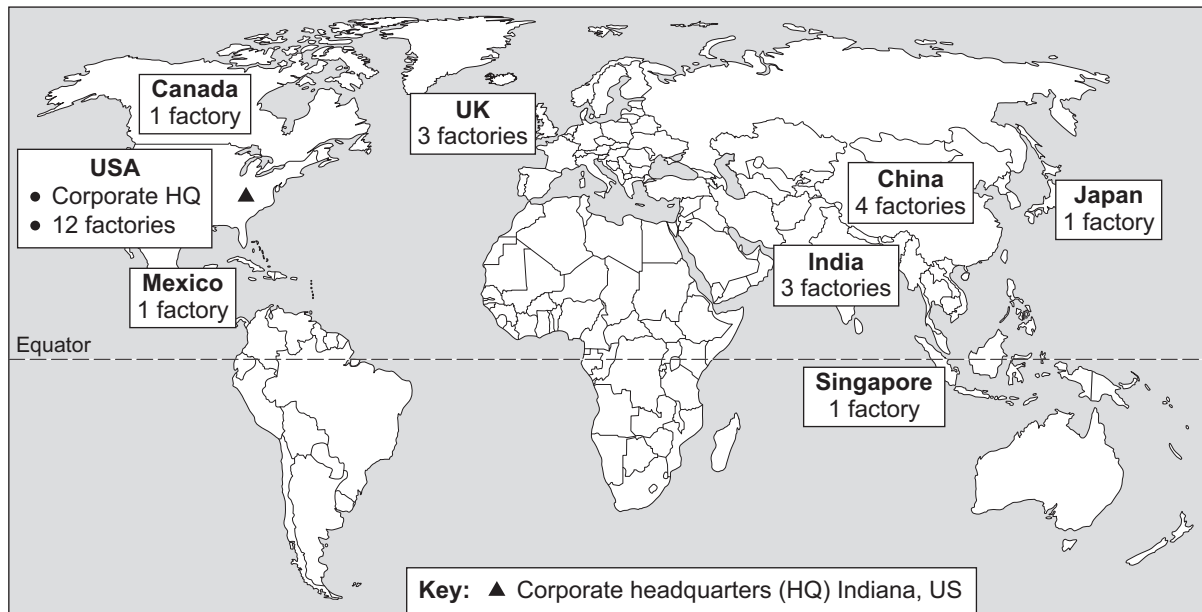 Canada
1 factory
UK
3 factories
USA
● Corporate HQ
● 12 factories
China
4 factories
Japan
1 factory
Mexico
1 factory
India
3 factories
Equator
Singapore
1 factory
Key: ▲ Corporate headquarters (HQ) Indiana, US